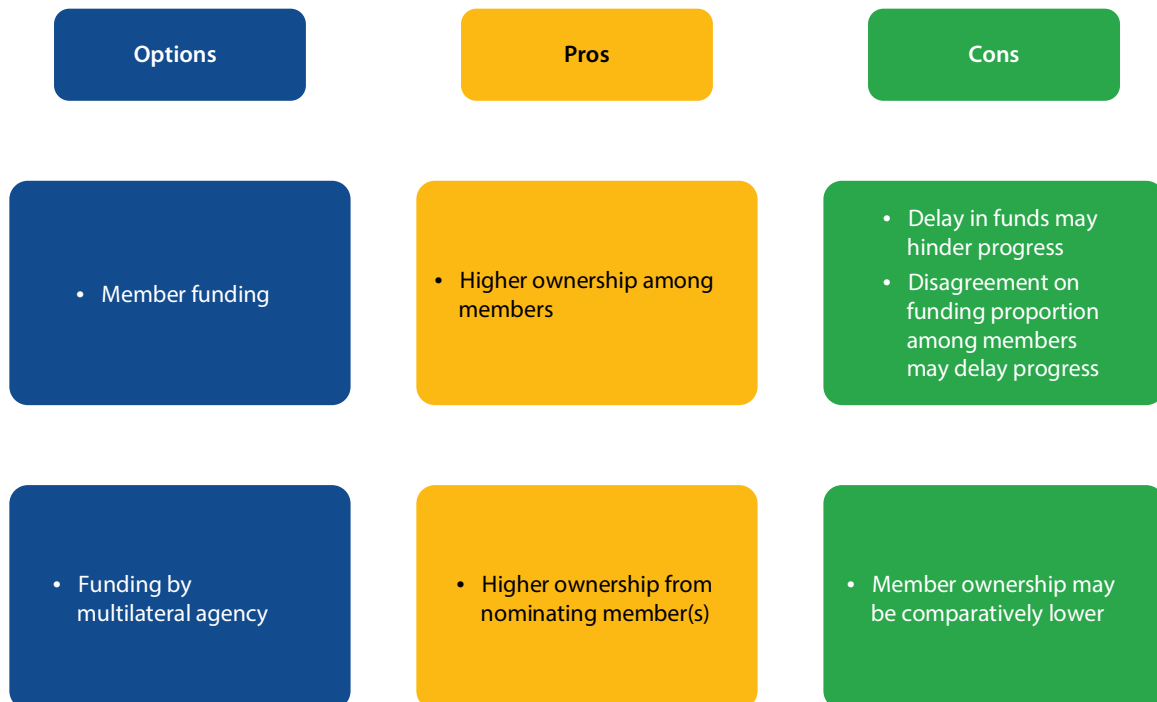 Options
Pros
Cons
• Member funding
• Higher ownership among
members
• Delay in funds may
hinder progress
• Disagreement on
funding proportion
among members
may delay progress
• Funding by
multilateral agency
• Higher ownership from
nominating member(s)
• Member ownership may
be comparatively lower